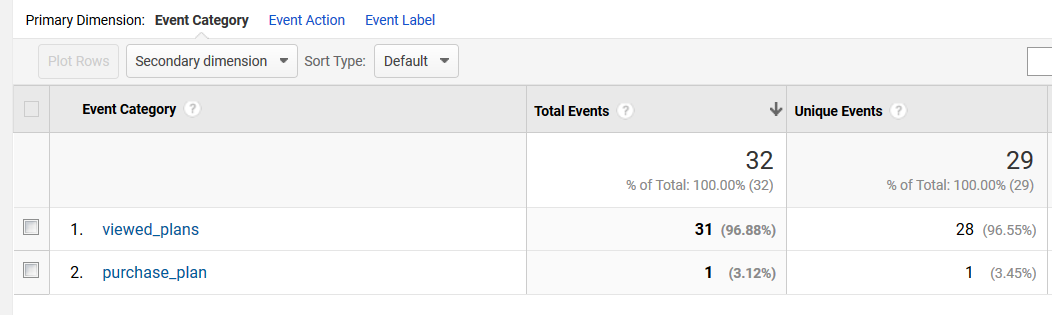 Primary Dimension: Event Category Event Action Event Label
Plot Rows Secondary dimension Sort Type: Default
Event Category ? Total Events ? Unique Events ?
32 29
% of Total: 100.00% (32) % of Total: 100.00% (29)
1. viewed_plans 31 (96.88%) 28 (96.55%)
2. purchase_plan 1 (3.12%) 1 (3.45%)